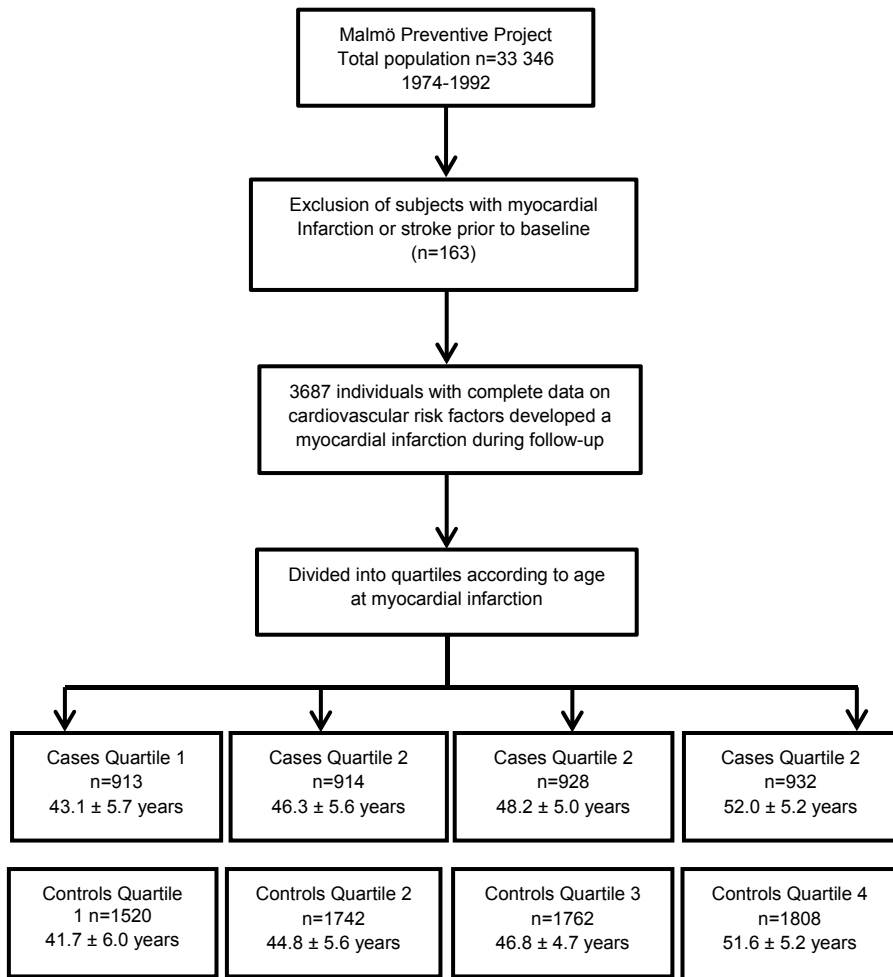 Malmö Preventive Project
Total population n=33 346
1974-1992
Exclusion of subjects with myocardial
Infarction or stroke prior to baseline
(n=163)
3687 individuals with complete data on
cardiovascular risk factors developed a
myocardial infarction during follow-up
Divided into quartiles according to age
at myocardial infarction
Cases Quartile 1
n=913
43.1 ± 5.7 years
Cases Quartile 2
n=914
46.3 ± 5.6 years
Cases Quartile 2
n=928
48.2 ± 5.0 years
Cases Quartile 2
n=932
52.0 ± 5.2 years
Controls Quartile
1 n=1520
41.7 ± 6.0 years
Controls Quartile 2
n=1742
44.8 ± 5.6 years
Controls Quartile 3
n=1762
46.8 ± 4.7 years
Controls Quartile 4
n=1808
51.6 ± 5.2 years